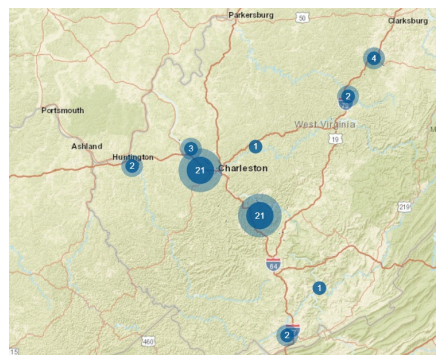 Parkersburg
Clarksburg
4
2
Portsmouth
West Virginia
19
Ashland
3
1
Huntington
2
21
Charleston
219
21
64
1
2
460
15